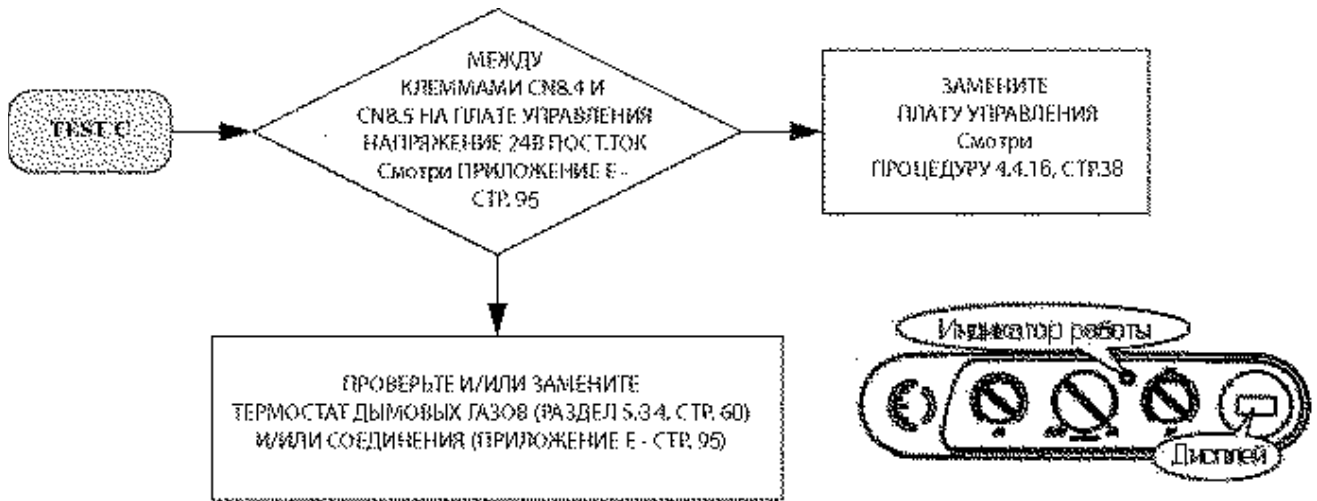 TEST C
МЕЖДУ
КЛЕММАМИ CN8.4 И
CN8.5 НА ПЛАТЕ УПРАВЛЕНИЯ
НАПРЯЖЕНИЕ 24В ПОСТ.ТОК
Смотри ПРИЛОЖЕНИЕ E -
СТР. 95
ЗАМЕНИТЕ
ПЛАТУ УПРАВЛЕНИЯ
Смотри
ПРОЦЕДУРУ 4.4.16, СТР.38
ПРОВЕРЬТЕ И/ИЛИ ЗАМЕНИТЕ
ТЕРМОСТАТ ДЫМОВЫХ ГАЗОВ (РАЗДЕЛ 5.3.4, СТР. 60)
И/ИЛИ СОЕДИНЕНИЯ (ПРИЛОЖЕНИЕ E - СТР. 95)
Индикатор работы
Дисплей